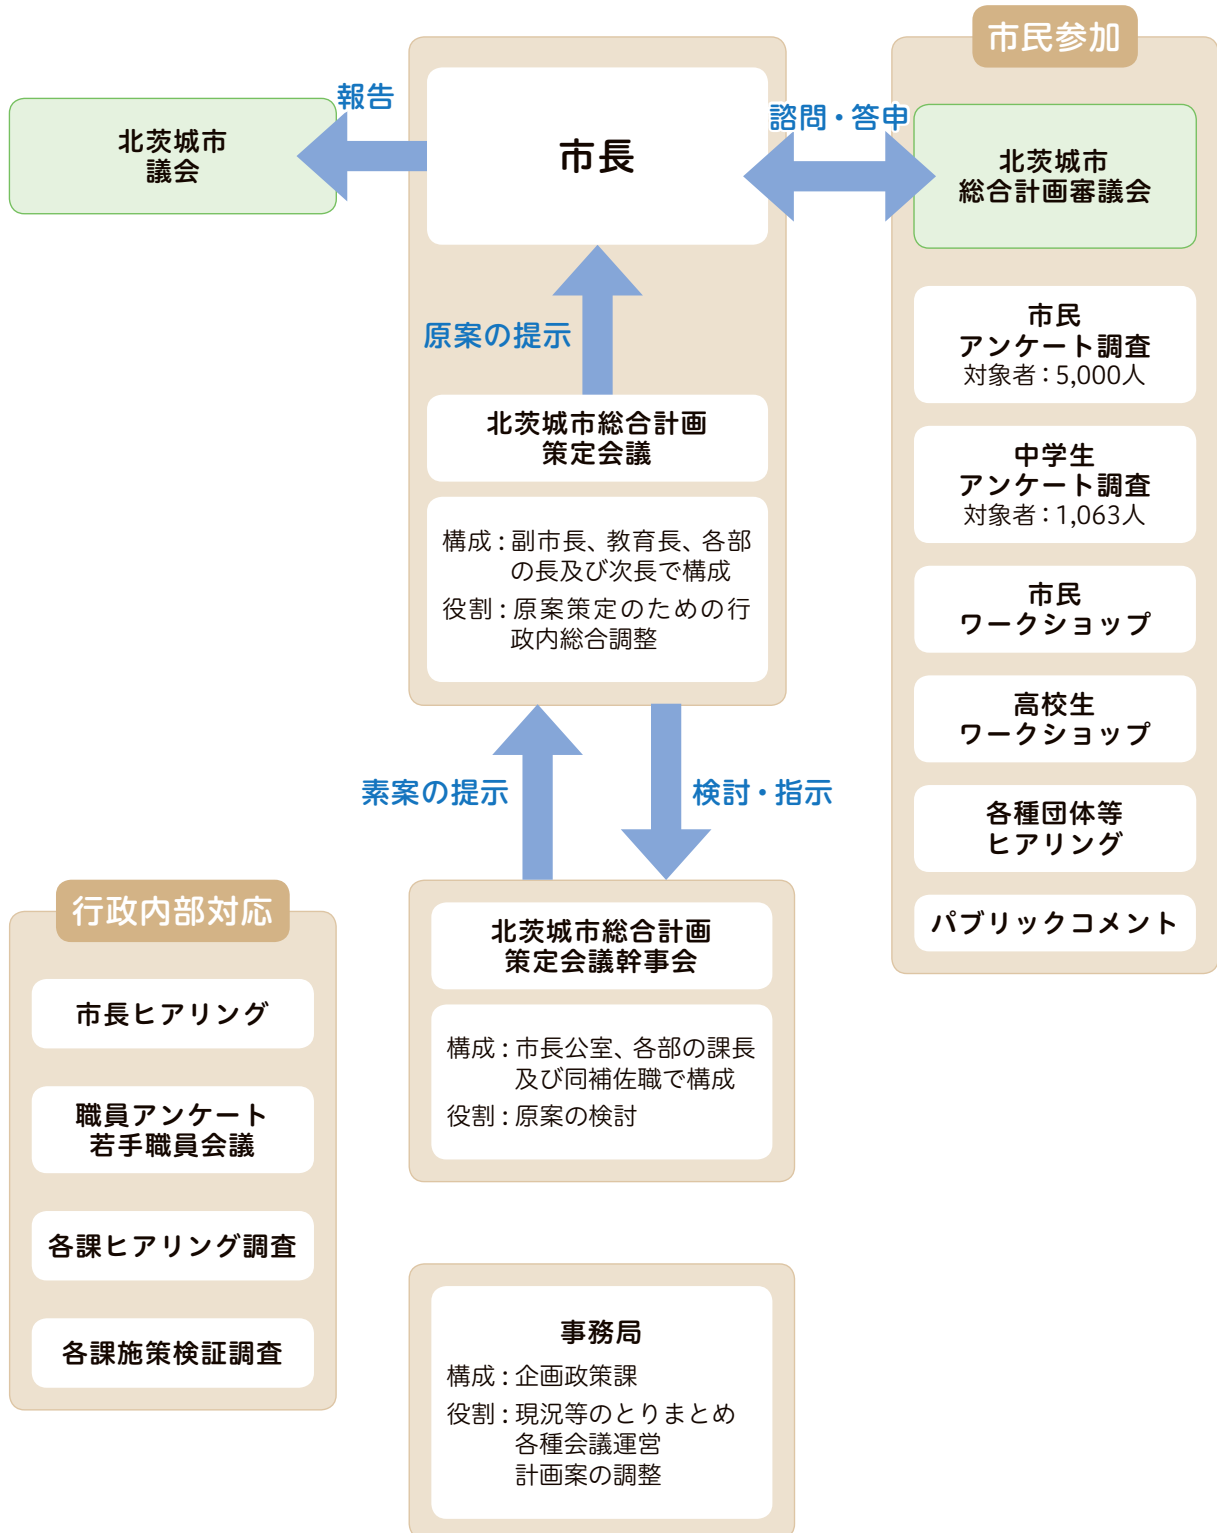 報告
北茨城市
議会
市長
諮問・答申
原案の提示
北茨城市総合計画
策定会議
構成：副市長、教育長、各部
の長及び次長で構成
役割：原案策定のための行
政内総合調整
素案の提示
検討・指示
北茨城市総合計画
策定会議幹事会
構成：市長公室、各部の課長
及び同補佐職で構成
役割：原案の検討
事務局
構成：企画政策課
役割：現況等のとりまとめ
各種会議運営
計画案の調整
市民参加
北茨城市
総合計画審議会
市民
アンケート調査
対象者：5,000人
中学生
アンケート調査
対象者：1,063人
市民
ワークショップ
高校生
ワークショップ
各種団体等
ヒアリング
パブリックコメント
行政内部対応
市長ヒアリング
職員アンケート
若手職員会議
各課ヒアリング調査
各課施策検証調査